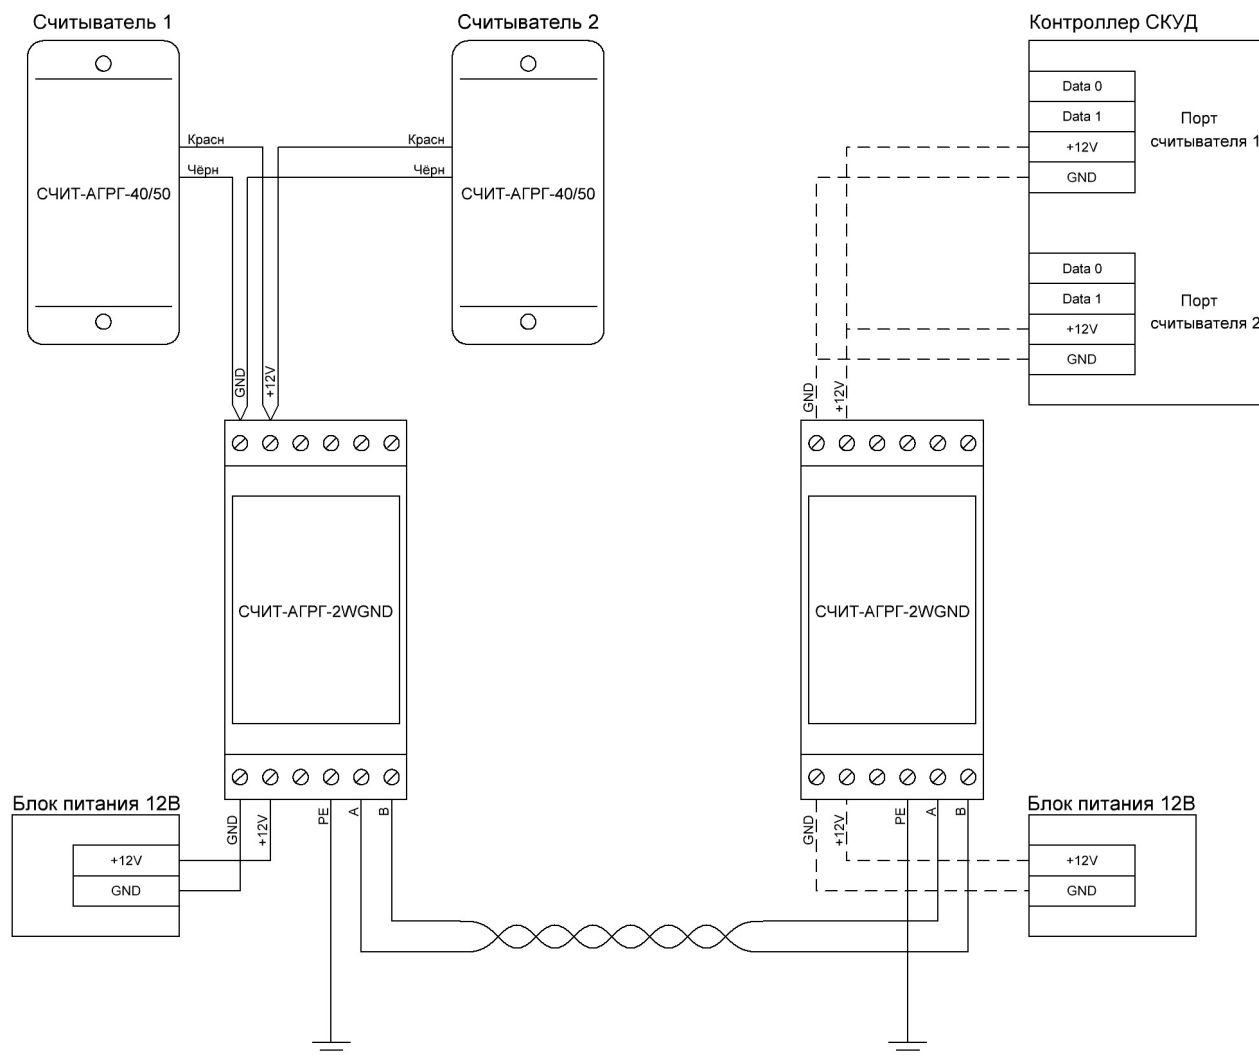 Считыватель 1
Считыватель 2
Контроллер СКУД
Data 0
Data 1
+12V
GND
Порт
считывателя 1
Data 0
Data 1
+12V
GND
Порт
считывателя 2
Красн
Чёрн
Красн
Чёрн
СЧИТ-АГРГ-40/50
СЧИТ-АГРГ-40/50
GND
+12V
GND
+12V
СЧИТ-АГРГ-2WGND
СЧИТ-АГРГ-2WGND
Блок питания 12В
+12V
GND
GND
+12V
PE
A
B
GND
+12V
PE
A
B
Блок питания 12В
+12V
GND